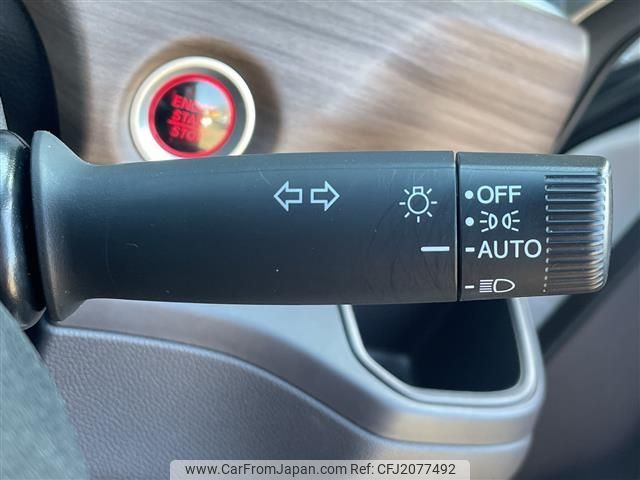 ENGINE
START
STOP
OFF
AUTO
www.CarFromJapan.com | Ref:CFJ2077492